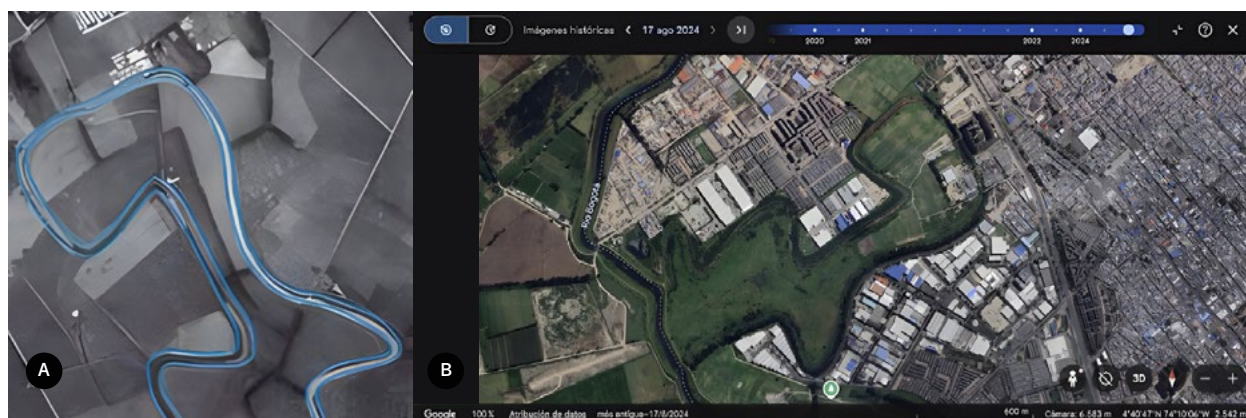 A
Imágenes históricas
17 ago 2024
2020
2021
2022
2024
Río Bogotá
B
3D
Google
100%
Atribución de datos
más antigua–17/8/2024
600 m
Cámara: 6.583 m
4°40'47"N 74°10'06"W
2.542 m